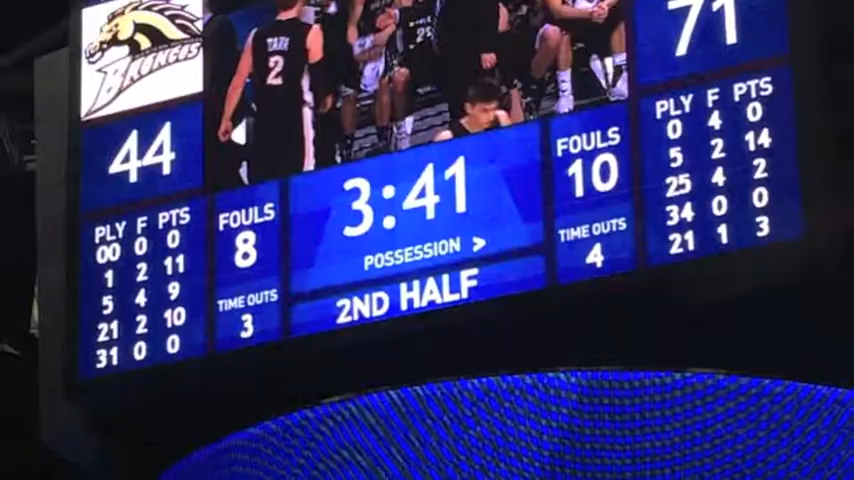 BRONCOS
44
PLY F PTS
00 0 0
1 2 11
5 4 9
21 2 10
31 0 0
FOULS
8
TIME OUTS
3
TARR
2
3:41
POSSESSION >
2ND HALF
FOULS
10
TIME OUTS
4
71
PLY F PTS
0 4 0
5 2 14
25 4 2
34 0 0
21 1 3